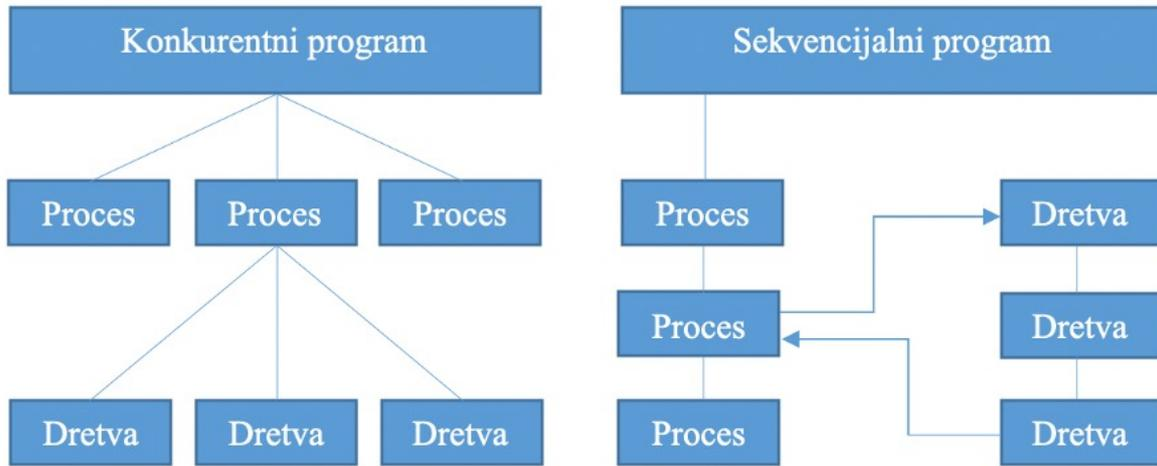 Konkurentni program
Sekvencijalni program
Proces
Proces
Proces
Proces
Dretva
Proces
Dretva
Dretva
Dretva
Dretva
Proces
Dretva